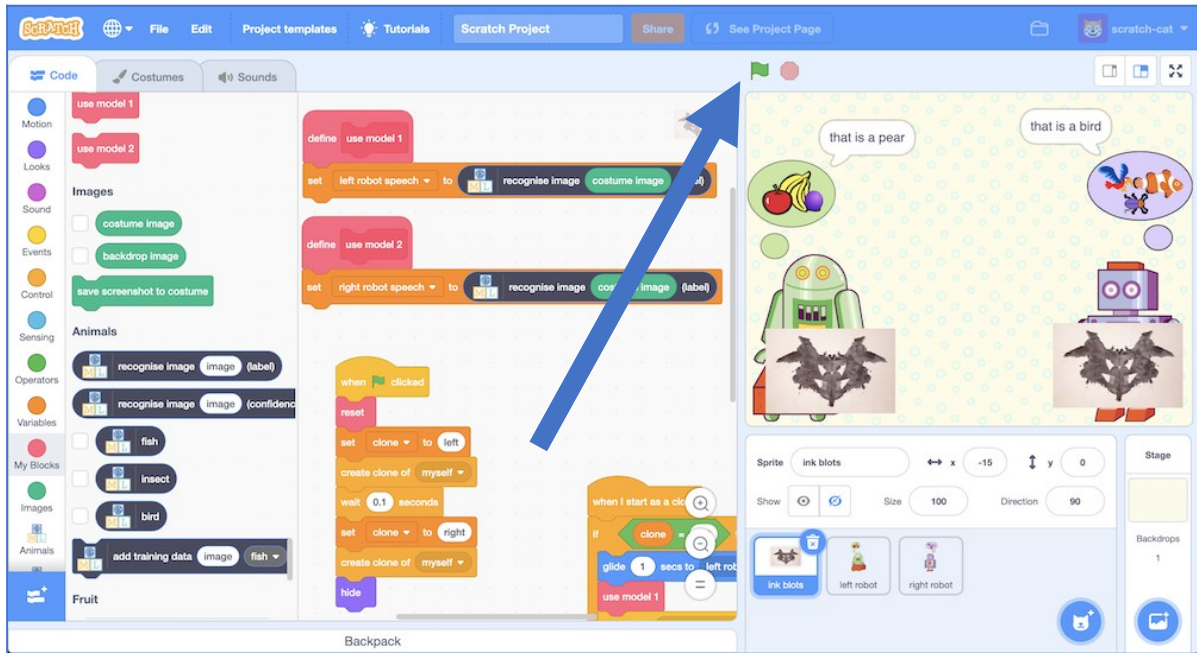 SCRATCH File Edit Project templates Tutorials Scratch Project Share See Project Page scratch-cat
Code Costumes Sounds
Motion
Looks
Sound
Events
Control
Sensing
Operators
Variables
My Blocks
Images
Animals
use model 1
use model 2
Images
costume image
backdrop image
save screenshot to costume
Animals
ML recognise image image (label)
ML recognise image image (confidenc
ML fish
ML insect
ML bird
ML add training data image fish
Fruit
define use model 1
set left robot speech to ML recognise image costume image
define use model 2
set right robot speech to ML recognise image image (label)
when clicked
reset
set clone to left
create clone of myself
wait 0.1 seconds
set clone to right
create clone of myself
hide
when I start as a clo
if clone =
glide 1 secs to left rob
use model 1
Backpack
that is a pear
that is a bird
Sprite ink blots x -15 y 0
Show Size 100 Direction 90
ink blots
left robot
right robot
Stage
Backdrops
1